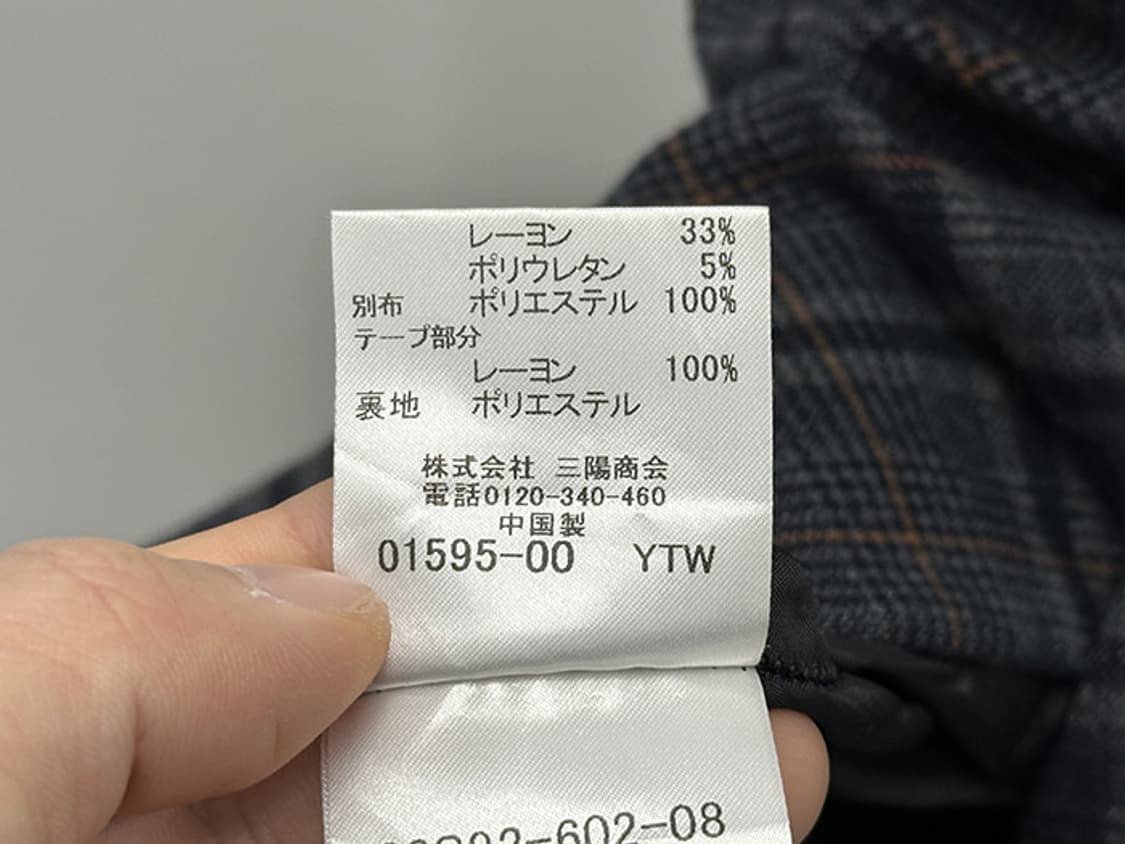 レーヨン 33%
ポリウレタン 5%
別布 ポリエステル 100%
テープ部分
レーヨン 100%
裏地 ポリエステル
株式会社 三陽商会
電話0120-340-460
中国製
01595-00 YTW
-602-08